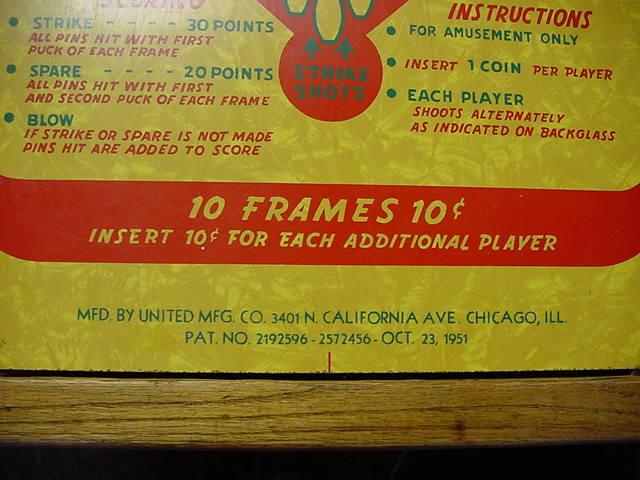 SCORING
STRIKE - - - - 30 POINTS
ALL PINS HIT WITH FIRST
PUCK OF EACH FRAME
SPARE - - - - 20 POINTS
ALL PINS HIT WITH FIRST
AND SECOND PUCK OF EACH FRAME
BLOW
IF STRIKE OR SPARE IS NOT MADE
PINS HIT ARE ADDED TO SCORE
STRIKE
SHOTS
INSTRUCTIONS
FOR AMUSEMENT ONLY
INSERT 1 COIN PER PLAYER
EACH PLAYER
SHOOTS ALTERNATELY
AS INDICATED ON BACKGLASS
10 FRAMES 10¢
INSERT 10¢ FOR EACH ADDITIONAL PLAYER
MFD. BY UNITED MFG. CO. 3401 N. CALIFORNIA AVE. CHICAGO, ILL.
PAT. NO. 2192596 - 2572456 - OCT. 23, 1951